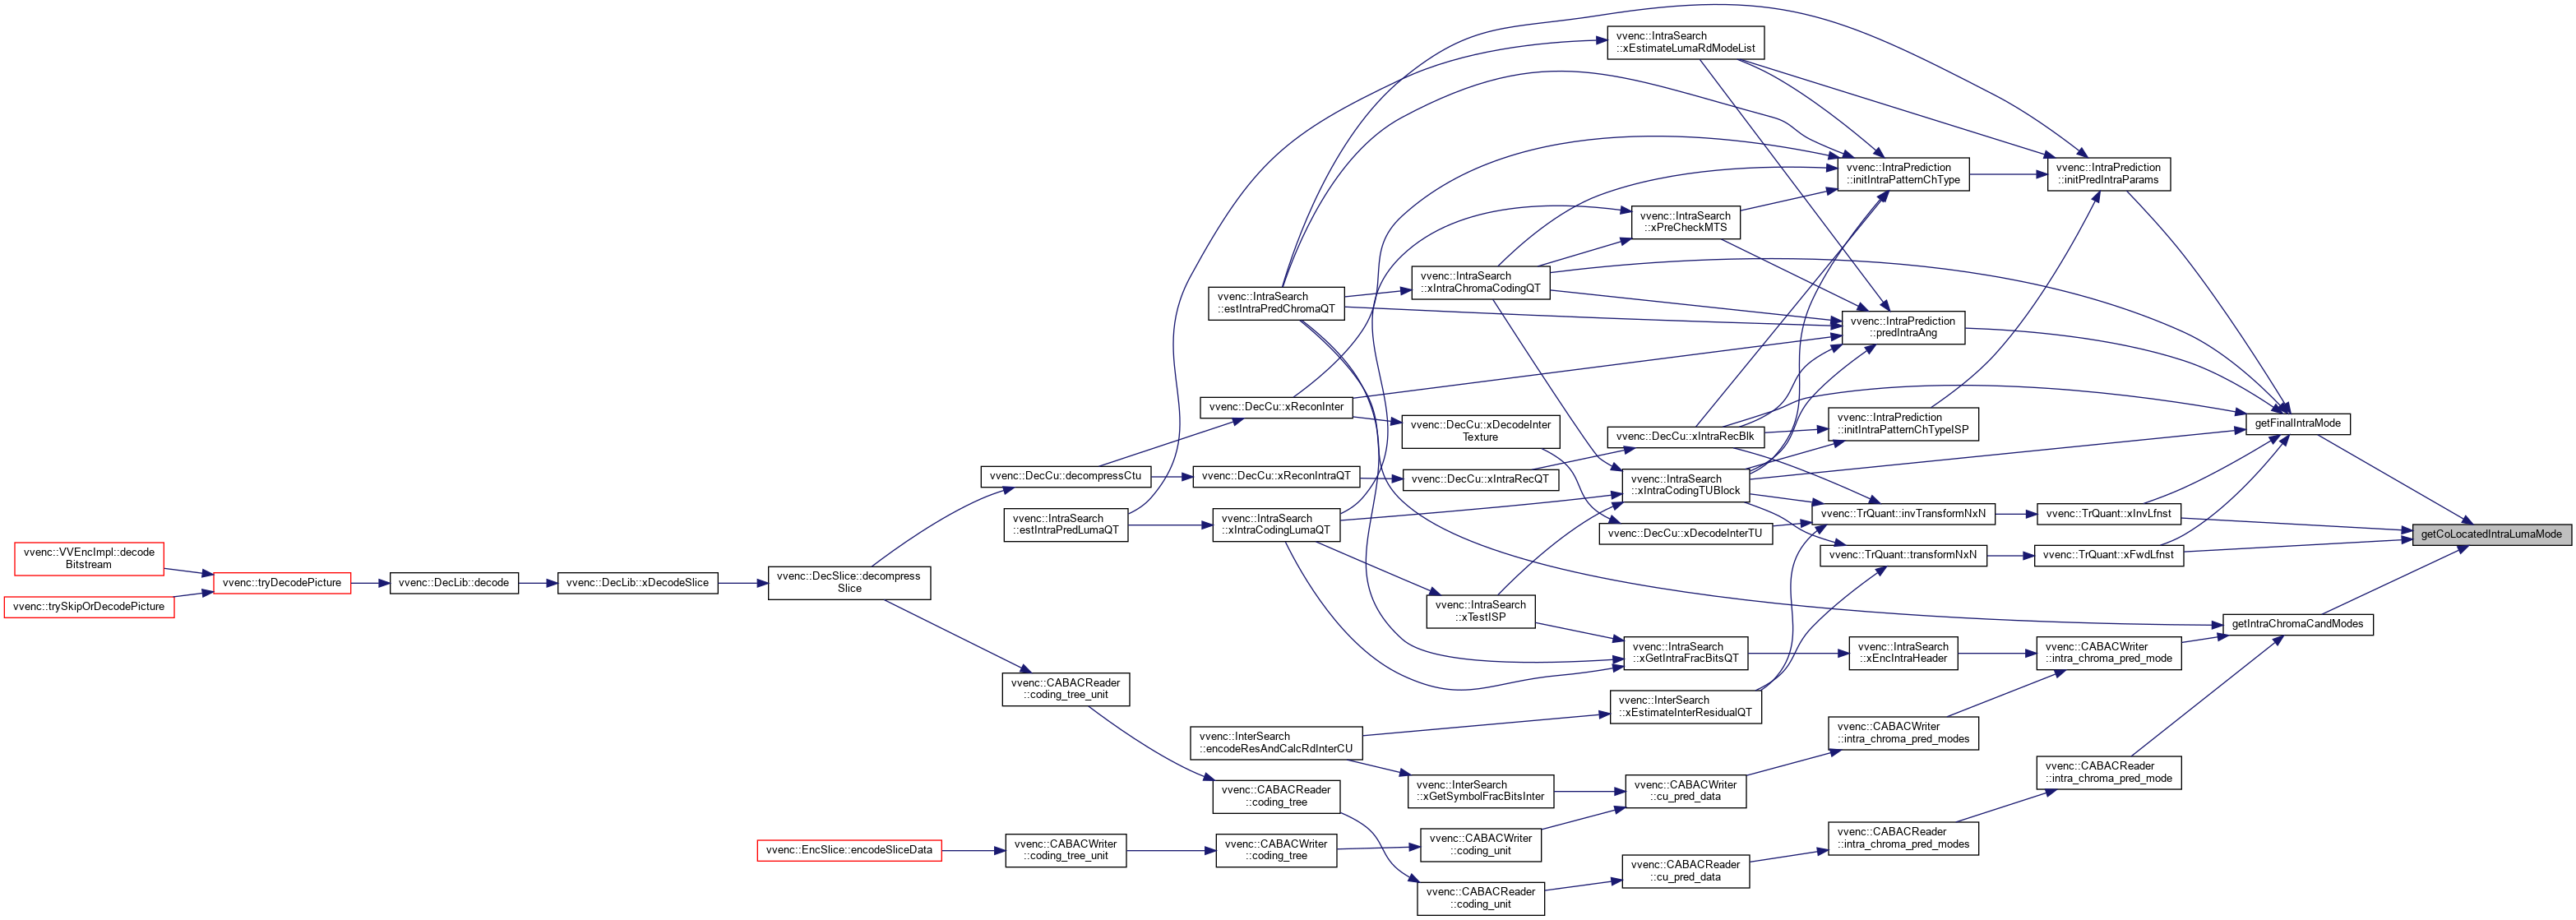 vvenc::VVEncImpl::decode
Bitstream
vvenc::trySkipOrDecodePicture
vvenc::tryDecodePicture
vvenc::DecLib::decode
vvenc::DecLib::xDecodeSlice
vvenc::DecSlice::decompress
Slice
vvenc::EncSlice::encodeSliceData
vvenc::DecCu::decompressCtu
vvenc::IntraSearch
::estIntraPredLumaQT
vvenc::CABACReader
::coding_tree_unit
vvenc::CABACWriter
::coding_tree_unit
vvenc::IntraSearch
::estIntraPredChromaQT
vvenc::DecCu::xReconInter
vvenc::DecCu::xReconIntraQT
vvenc::IntraSearch
::xIntraCodingLumaQT
vvenc::InterSearch
::encodeResAndCalcRdInterCU
vvenc::CABACReader
::coding_tree
vvenc::CABACWriter
::coding_tree
vvenc::IntraSearch
::xIntraChromaCodingQT
vvenc::DecCu::xDecodeInter
Texture
vvenc::DecCu::xIntraRecQT
vvenc::IntraSearch
::xTestISP
vvenc::InterSearch
::xGetSymbolFracBitsInter
vvenc::CABACWriter
::coding_unit
vvenc::CABACReader
::coding_unit
vvenc::IntraSearch
::xEstimateLumaRdModeList
vvenc::IntraSearch
::xPreCheckMTS
vvenc::DecCu::xIntraRecBlk
vvenc::IntraSearch
::xIntraCodingTUBlock
vvenc::DecCu::xDecodeInterTU
vvenc::IntraSearch
::xGetIntraFracBitsQT
vvenc::InterSearch
::xEstimateInterResidualQT
vvenc::CABACWriter
::cu_pred_data
vvenc::CABACReader
::cu_pred_data
vvenc::IntraPrediction
::initIntraPatternChType
vvenc::IntraPrediction
::predIntraAng
vvenc::IntraPrediction
::initIntraPatternChTypeISP
vvenc::TrQuant::invTransformNxN
vvenc::TrQuant::transformNxN
vvenc::IntraSearch
::xEncIntraHeader
vvenc::CABACWriter
::intra_chroma_pred_modes
vvenc::CABACReader
::intra_chroma_pred_modes
vvenc::IntraPrediction
::initPredIntraParams
vvenc::TrQuant::xInvLfnst
vvenc::TrQuant::xFwdLfnst
vvenc::CABACWriter
::intra_chroma_pred_mode
vvenc::CABACReader
::intra_chroma_pred_mode
getFinalIntraMode
getIntraChromaCandModes
getCoLocatedIntraLumaMode